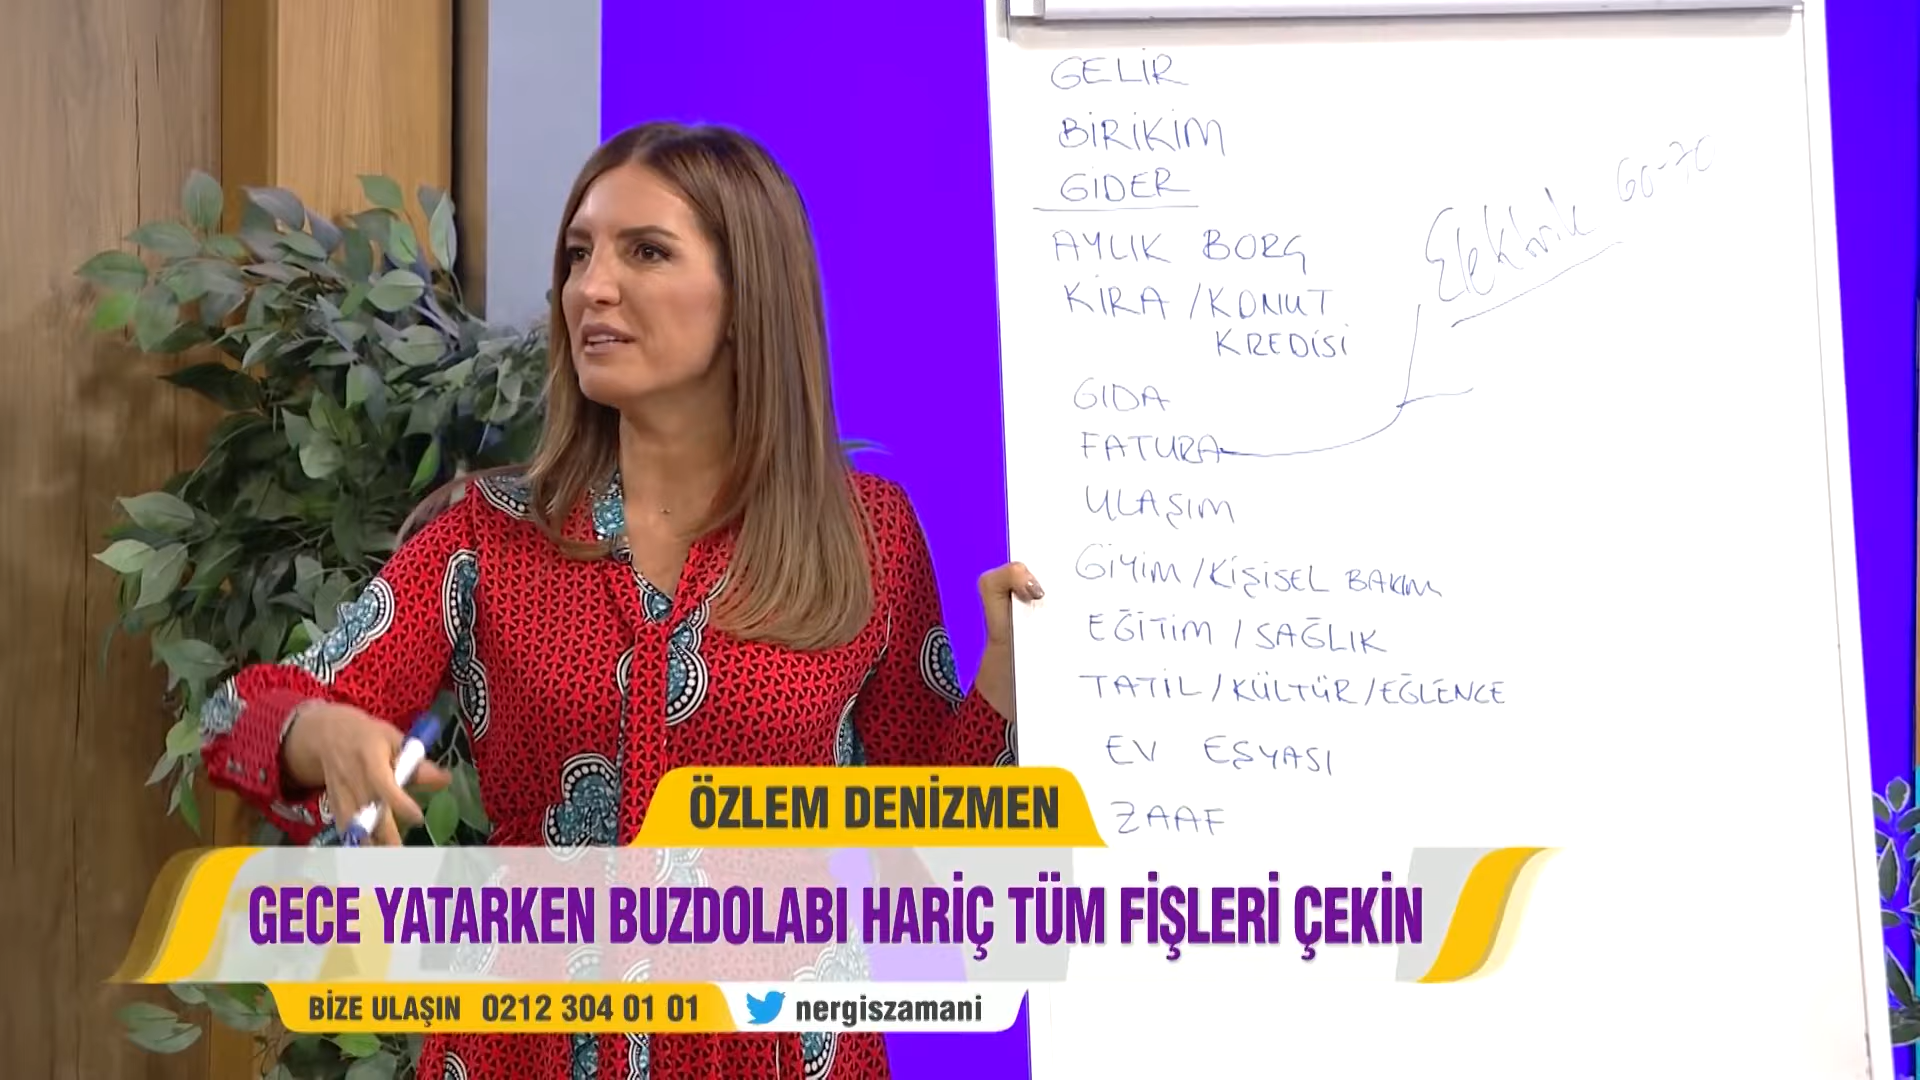 GELİR
BİRİKİM
GIDER
AYLIK BORÇ
KİRA / KONUT
KREDİSİ
Elektrik 60-70
GIDA
FATURA
ULAŞIM
GİYİM / KİŞİSEL BAKIM
EĞİTİM / SAĞLIK
TATİL / KÜLTÜR / EĞLENCE
EV EŞYASI
ZAAF
ÖZLEM DENİZMEN
GECE YATARKEN BUZDOLABI HARİÇ TÜM FİŞLERİ ÇEKİN
BİZE ULAŞIN 0212 304 01 01 nergiszamani